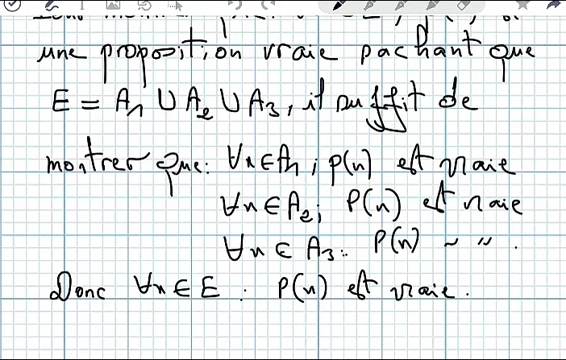 une proposition vraie pachant que
E = A₁ ∪ A₂ ∪ A₃, il suffit de
montrer que: ∀n∈A₁; p(n) est vraie
∀n∈A₂; P(n) est vraie
∀n∈A₃: P(n) ~ ".
Donc ∀n∈E : P(n) est vraie.